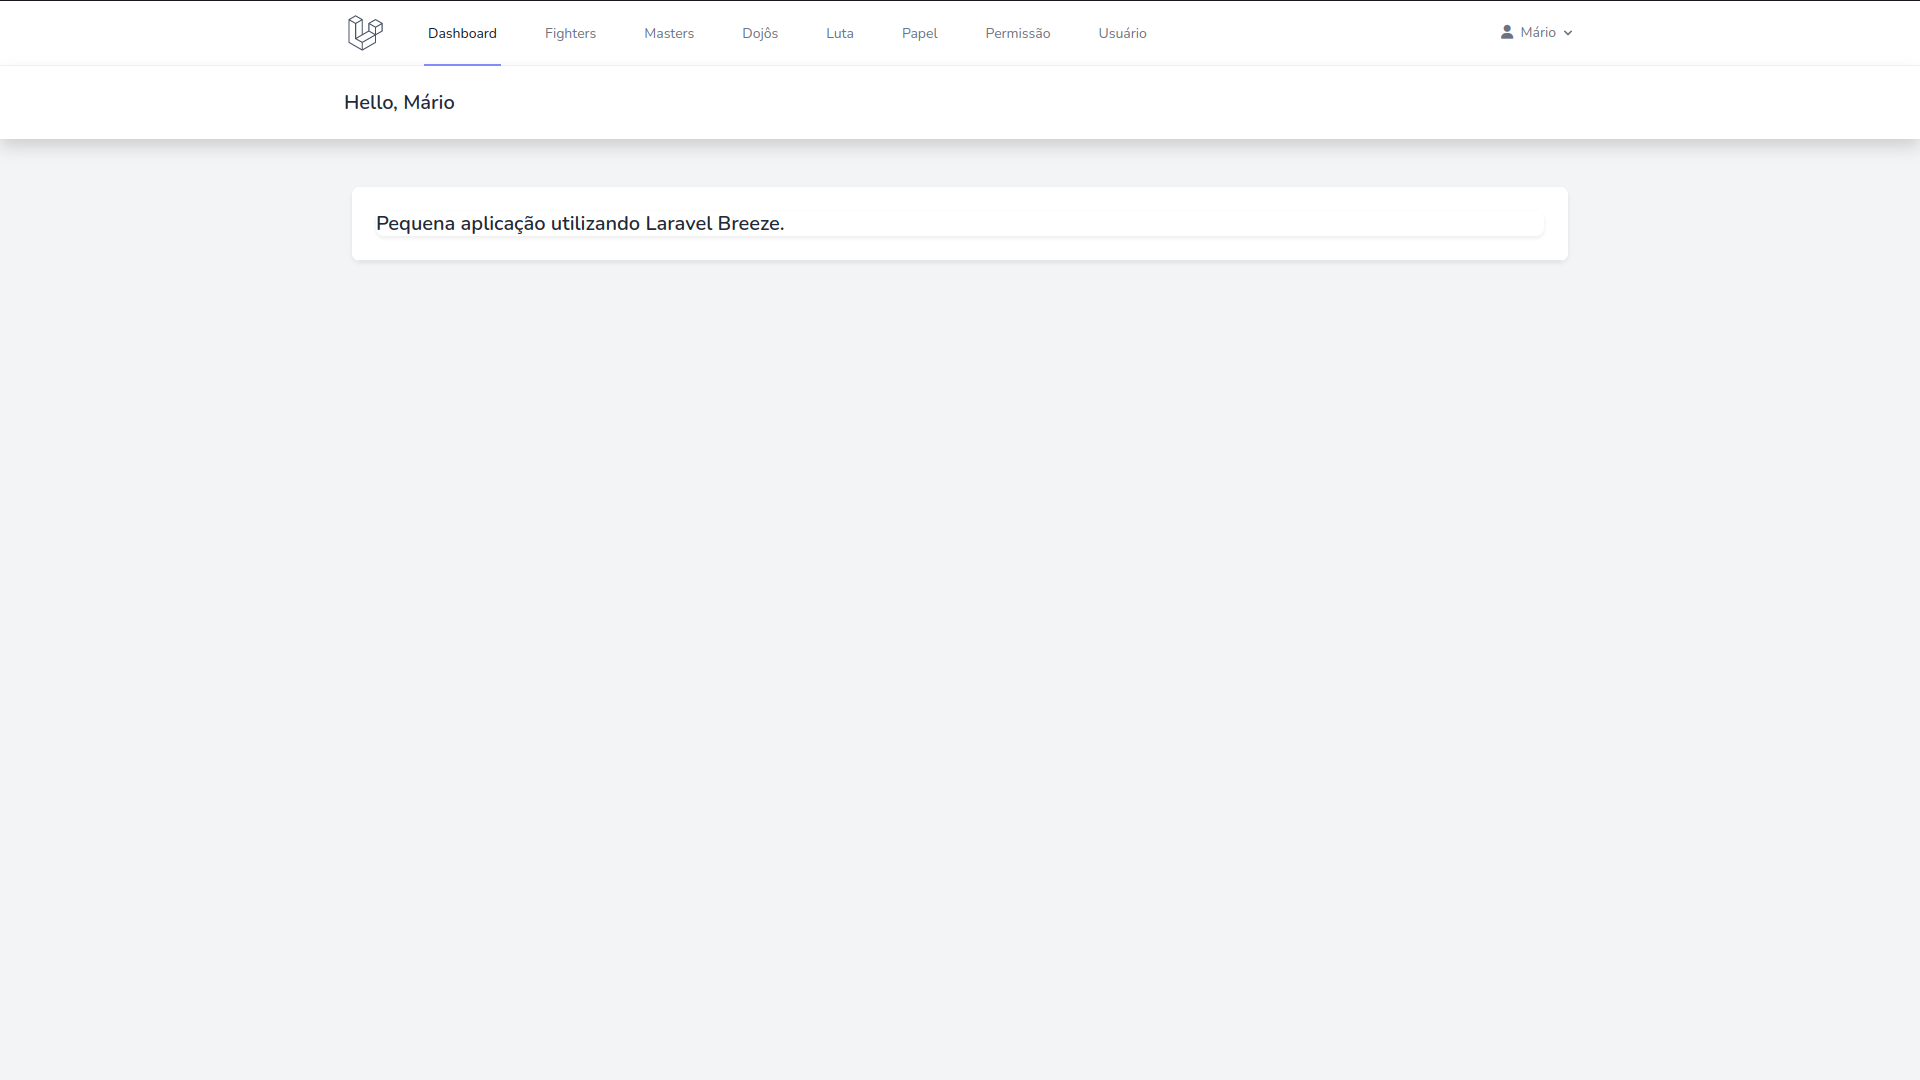 Dashboard Fighters Masters Dojôs Luta Papel Permissão Usuário Mário
Hello, Mário
Pequena aplicação utilizando Laravel Breeze.